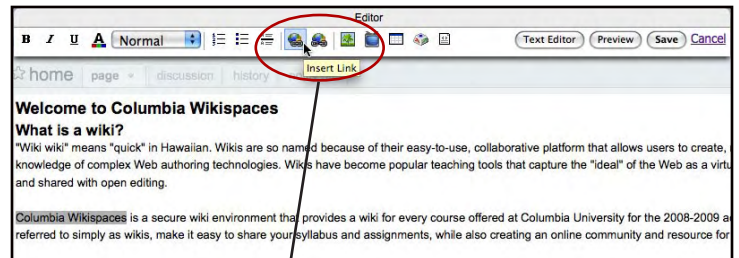 Editor
B I U A Normal Text Editor Preview Save Cancel
Insert Link
home page discussion history
Welcome to Columbia Wikispaces
What is a wiki?
"Wiki wiki" means "quick" in Hawaiian. Wikis are so named because of their easy-to-use, collaborative platform that allows users to create,
knowledge of complex Web authoring technologies. Wikis have become popular teaching tools that capture the "ideal" of the Web as a virtu
and shared with open editing.
Columbia Wikispaces is a secure wiki environment that provides a wiki for every course offered at Columbia University for the 2008-2009 a
referred to simply as wikis, make it easy to share your syllabus and assignments, while also creating an online community and resource for